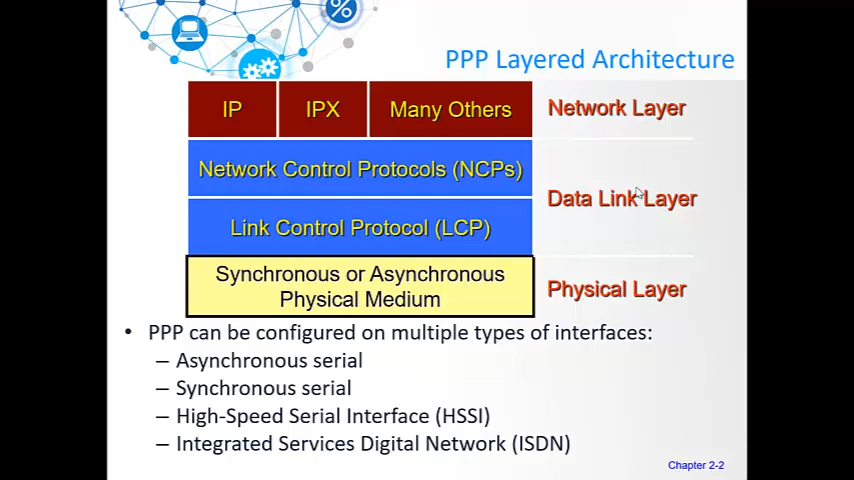 %
PPP Layered Architecture
IP IPX Many Others Network Layer
Network Control Protocols (NCPs)
Data Link Layer
Link Control Protocol (LCP)
Synchronous or Asynchronous
Physical Medium
Physical Layer
• PPP can be configured on multiple types of interfaces:
– Asynchronous serial
– Synchronous serial
– High-Speed Serial Interface (HSSI)
– Integrated Services Digital Network (ISDN)
Chapter 2-2